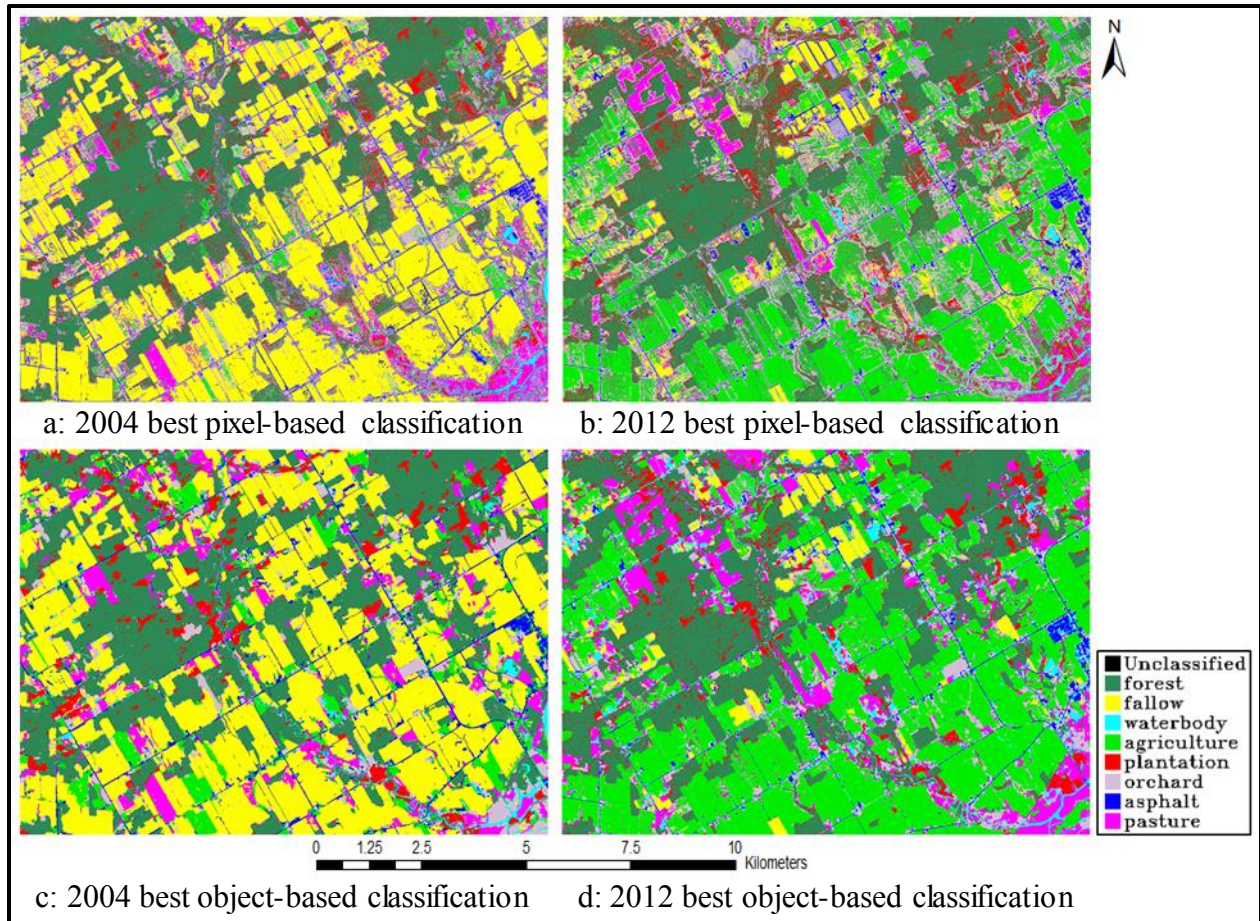 N
a: 2004 best pixel-based classification
b: 2012 best pixel-based classification
Unclassified
forest
fallow
waterbody
agriculture
plantation
orchard
asphalt
pasture
0 1.25 2.5 5 7.5 10
Kilometers
c: 2004 best object-based classification
d: 2012 best object-based classification